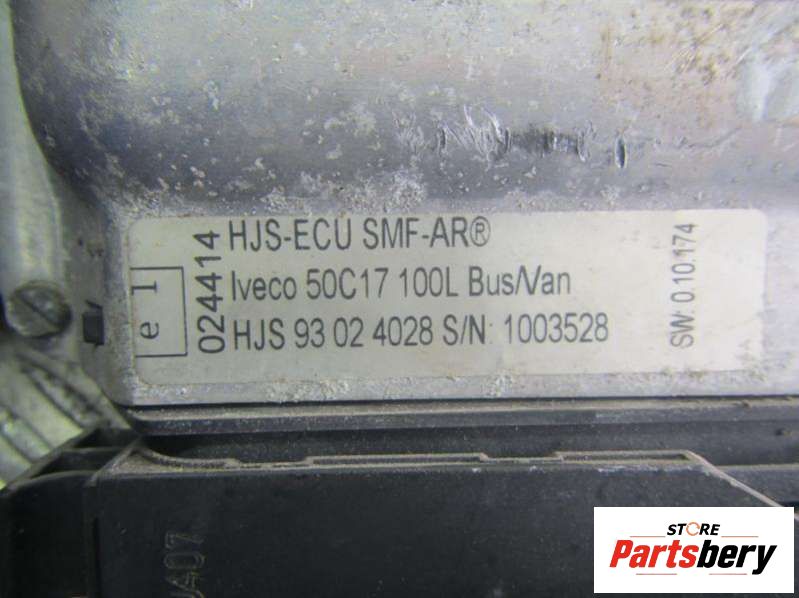 HJS-ECU SMF-AR®
Iveco 50C17 100L Bus/Van
HJS 93 02 4028 S/N: 1003528
e 1
024414
SW: 0.10.174
STORE
Partsbery